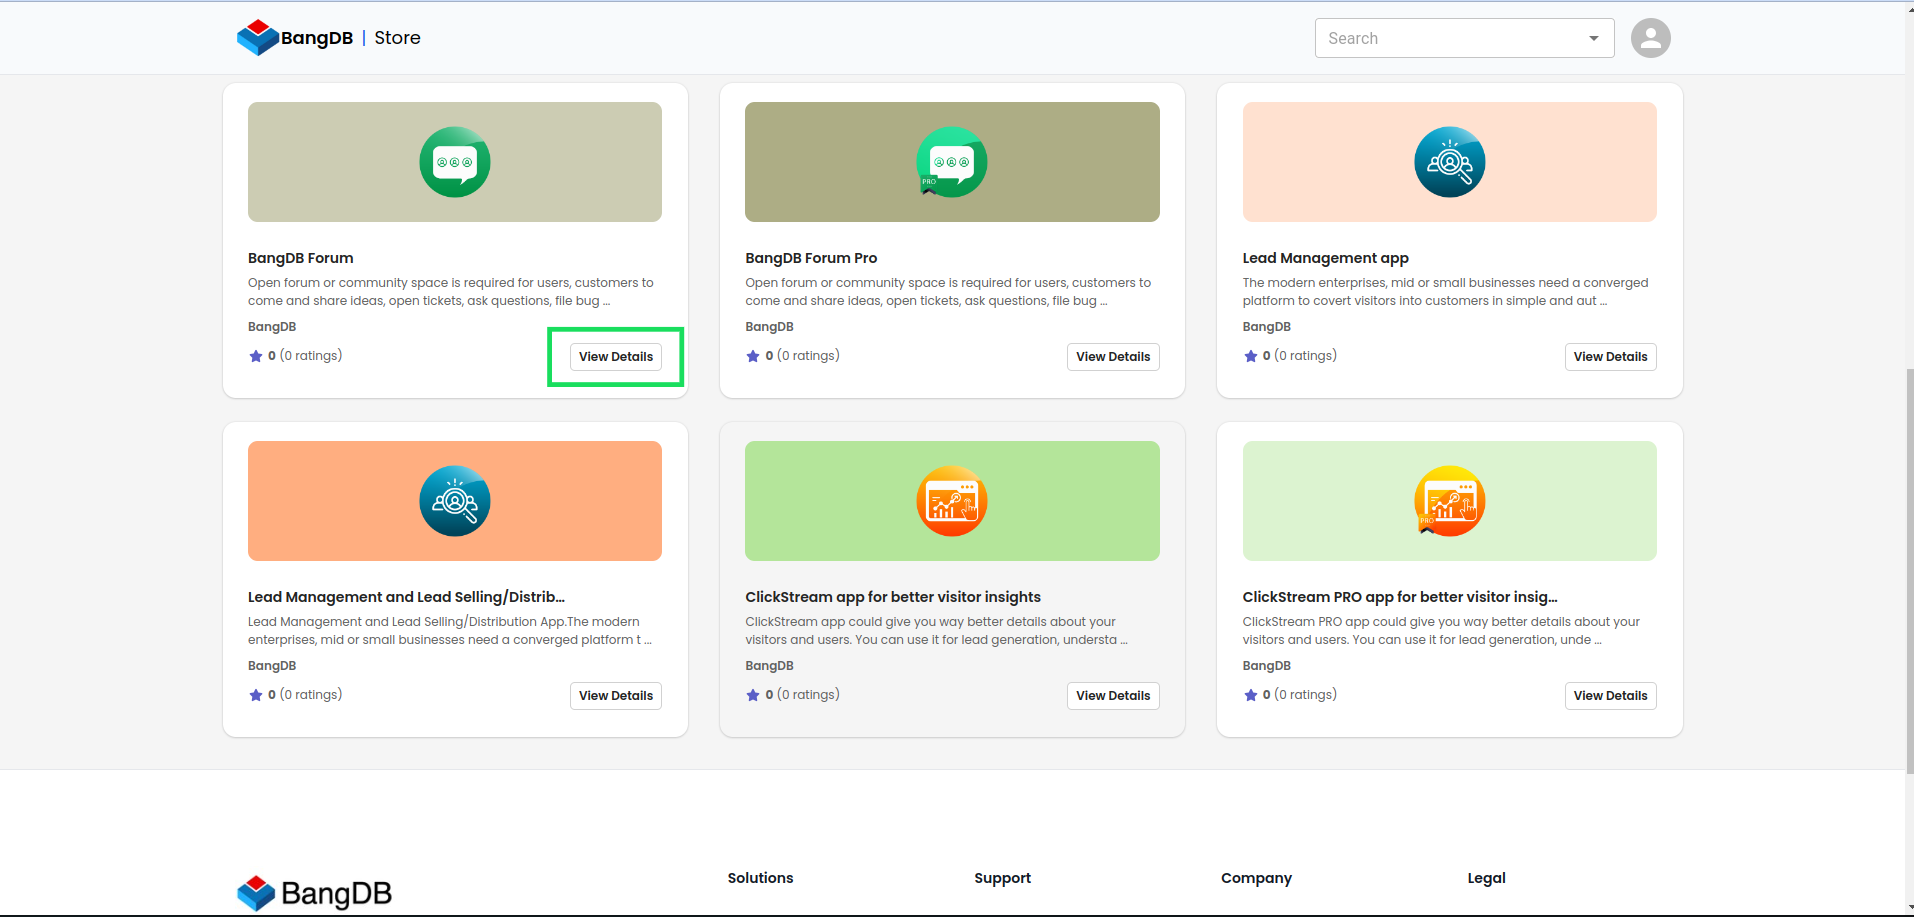 BangDB | Store
Search
PRO
BangDB Forum
Open forum or community space is required for users, customers to
come and share ideas, open tickets, ask questions, file bug ...
BangDB
0 (0 ratings)
View Details
BangDB Forum Pro
Open forum or community space is required for users, customers to
come and share ideas, open tickets, ask questions, file bug ...
BangDB
0 (0 ratings)
View Details
Lead Management app
The modern enterprises, mid or small businesses need a converged
platform to covert visitors into customers in simple and aut ...
BangDB
0 (0 ratings)
View Details
PRO
Lead Management and Lead Selling/Distrib...
Lead Management and Lead Selling/Distribution App.The modern
enterprises, mid or small businesses need a converged platform t ...
BangDB
0 (0 ratings)
View Details
ClickStream app for better visitor insights
ClickStream app could give you way better details about your
visitors and users. You can use it for lead generation, understa ...
BangDB
0 (0 ratings)
View Details
ClickStream PRO app for better visitor insig...
ClickStream PRO app could give you way better details about your
visitors and users. You can use it for lead generation, unde ...
BangDB
0 (0 ratings)
View Details
BangDB
Solutions
Support
Company
Legal